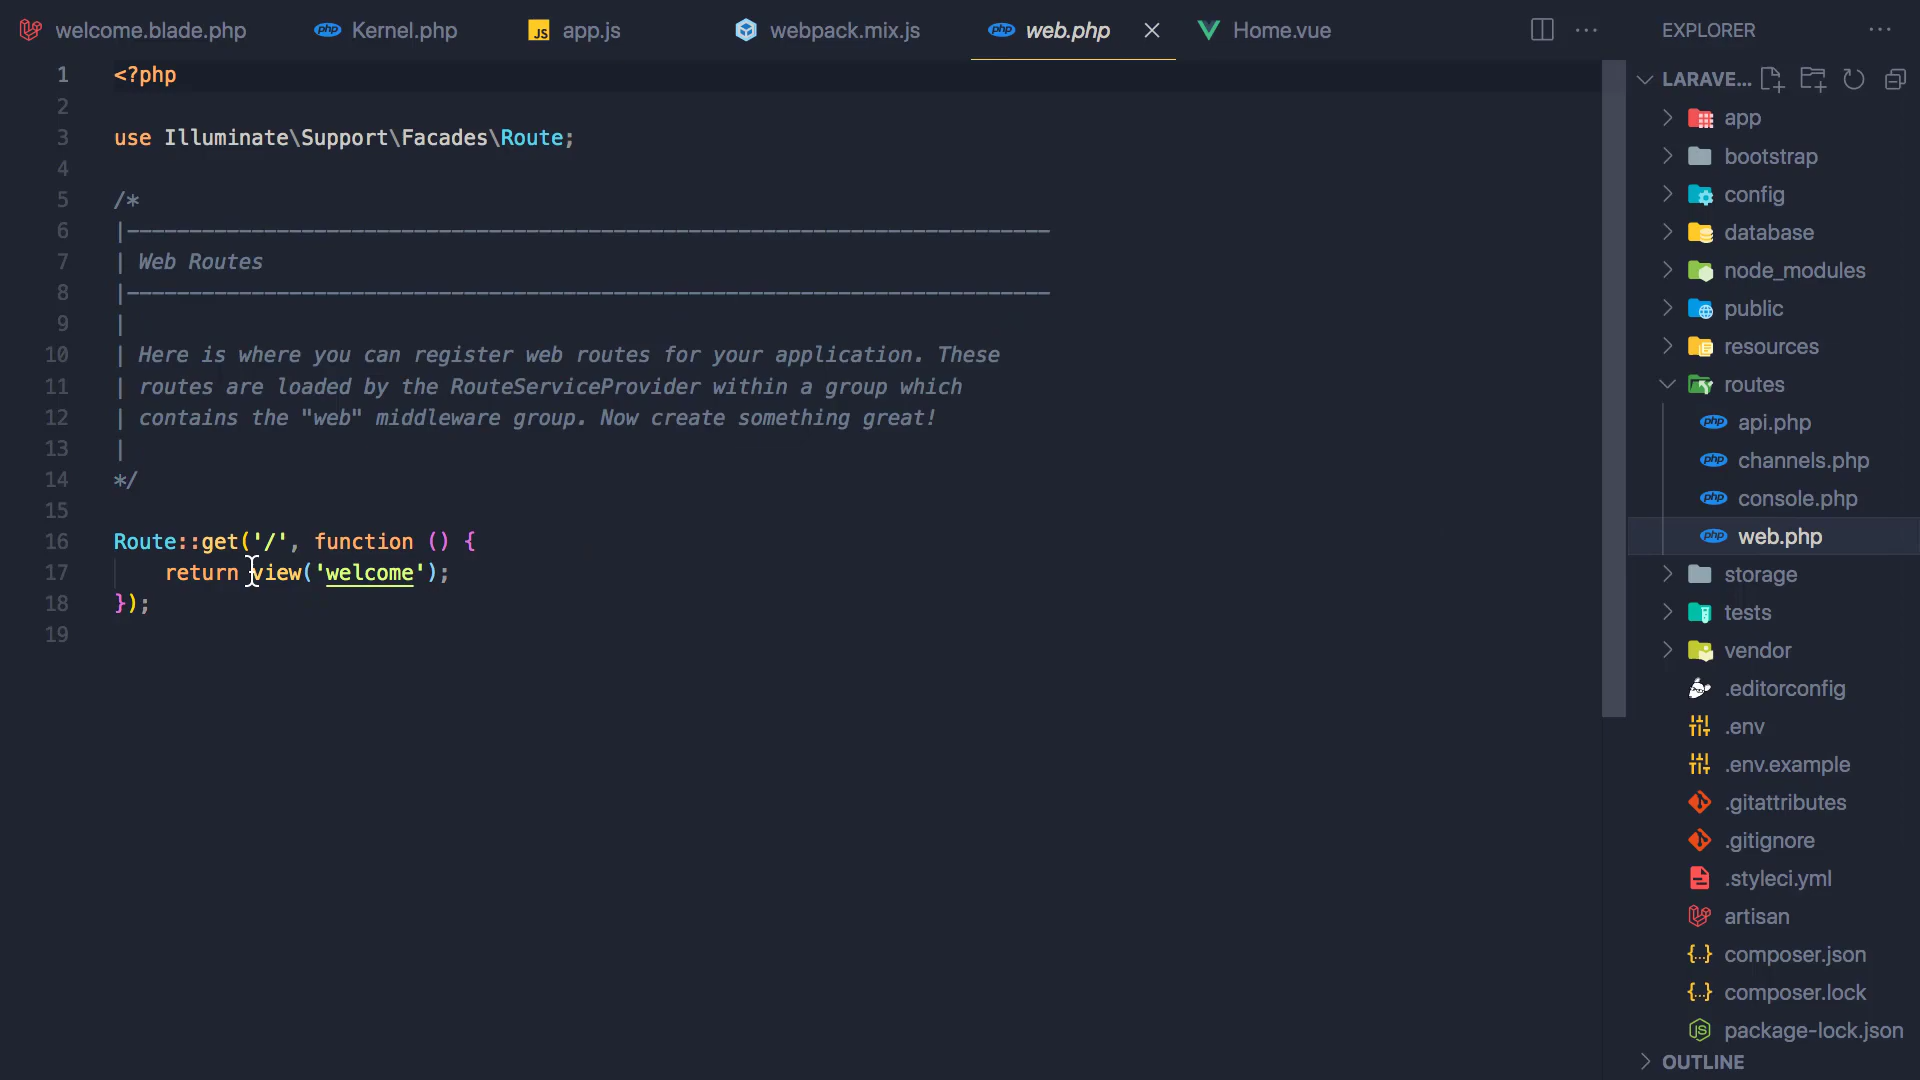 welcome.blade.php
Kernel.php
app.js
webpack.mix.js
web.php
Home.vue
1 <?php
2
3 use Illuminate\Support\Facades\Route;
4
5 /*
6 |--------------------------------------------------------------------------
7 | Web Routes
8 |--------------------------------------------------------------------------
9 |
10 | Here is where you can register web routes for your application. These
11 | routes are loaded by the RouteServiceProvider within a group which
12 | contains the "web" middleware group. Now create something great!
13 |
14 */
15
16 Route::get('/', function () {
17     return view('welcome');
18 });
19
EXPLORER
LARAVE...
app
bootstrap
config
database
node_modules
public
resources
routes
api.php
channels.php
console.php
web.php
storage
tests
vendor
.editorconfig
.env
.env.example
.gitattributes
.gitignore
.styleci.yml
artisan
composer.json
composer.lock
package-lock.json
OUTLINE